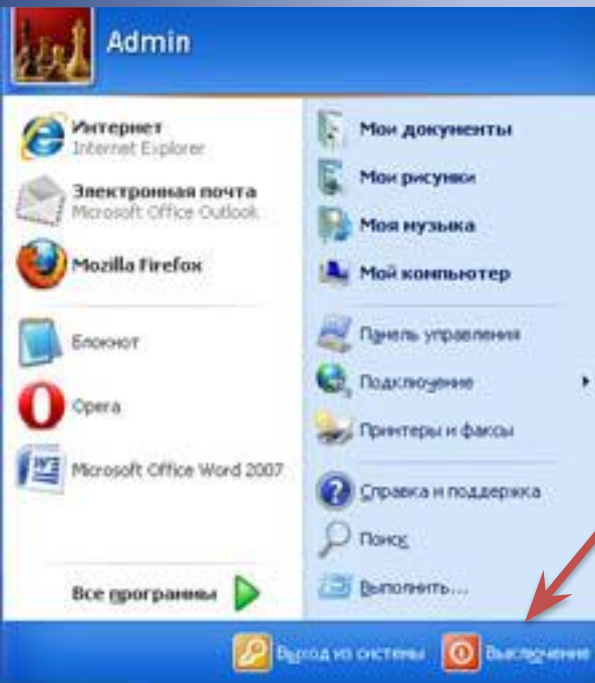 Admin
Интернет
Internet Explorer
Электронная почта
Microsoft Office Outlook
Mozilla Firefox
Блокнот
Opera
Microsoft Office Word 2007
Все программы
Мои документы
Мои рисунки
Моя музыка
Мой компьютер
Панель управления
Подключение
Принтеры и факсы
Справка и поддержка
Поиск
Выполнить...
Выход из системы
Выключение